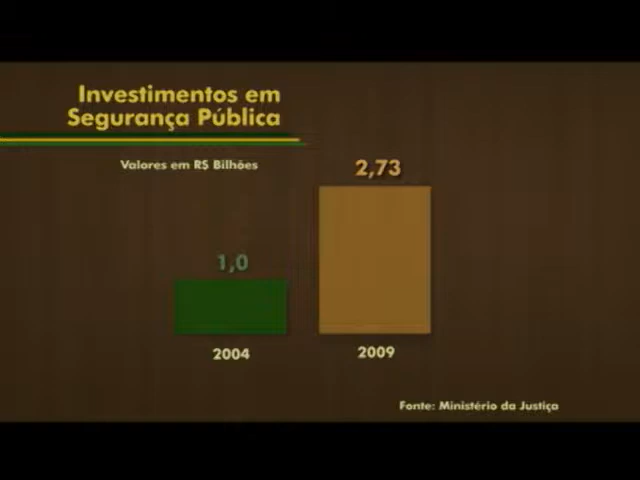 Investimentos em
Segurança Pública
Valores em R$ Bilhões
2,73
1,0
2004
2009
Fonte: Ministério da Justiça